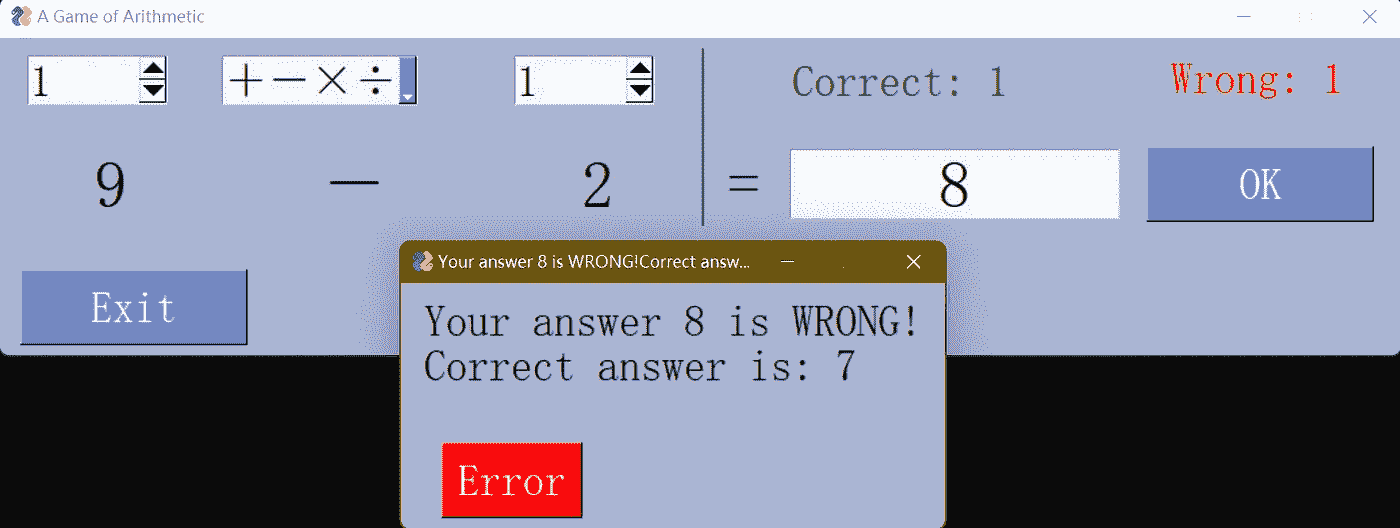 A Game of Arithmetic
1 +-×÷ 1 Correct: 1 Wrong: 1
9 - 2 = 8 OK
Exit
Your answer 8 is WRONG!Correct answ...
Your answer 8 is WRONG!
Correct answer is: 7
Error